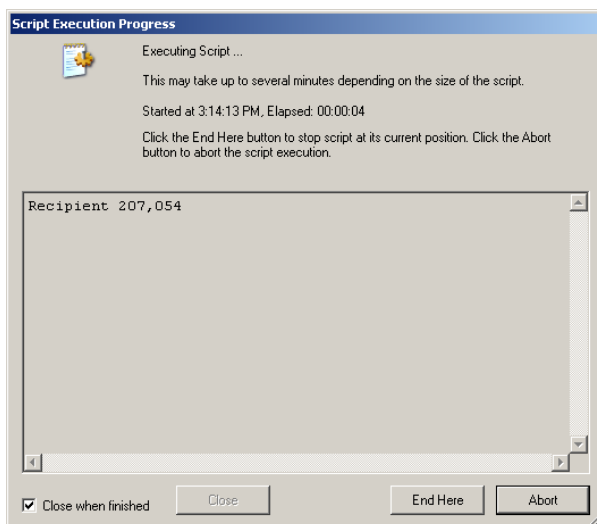 Script Execution Progress
Executing Script ...
This may take up to several minutes depending on the size of the script.
Started at 3:14:13 PM, Elapsed: 00:00:04
Click the End Here button to stop script at its current position. Click the Abort
button to abort the script execution.
Recipient 207,054
Close when finished
Close
End Here
Abort